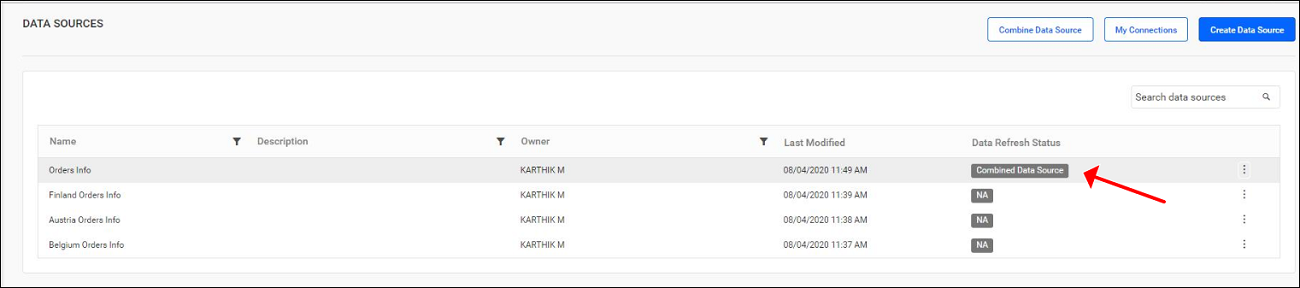 DATA SOURCES
Combine Data Source My Connections Create Data Source
Search data sources
Name Description Owner Last Modified Data Refresh Status
Orders Info KARTHIK M 08/04/2020 11:49 AM Combined Data Source
Finland Orders Info KARTHIK M 08/04/2020 11:39 AM NA
Austria Orders Info KARTHIK M 08/04/2020 11:38 AM NA
Belgium Orders Info KARTHIK M 08/04/2020 11:37 AM NA